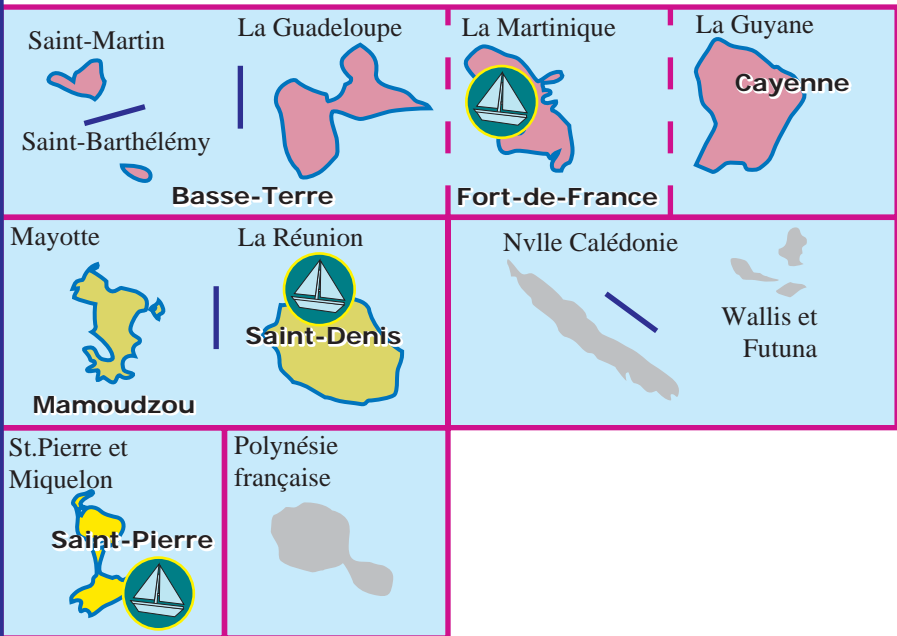 Saint-Martin
La Guadeloupe
La Martinique
La Guyane
Cayenne
Saint-Barthélémy
Basse-Terre
Fort-de-France
Mayotte
La Réunion
Nvlle Calédonie
Saint-Denis
Wallis et
Futuna
Mamoudzou
St.Pierre et
Miquelon
Polynésie
française
Saint-Pierre